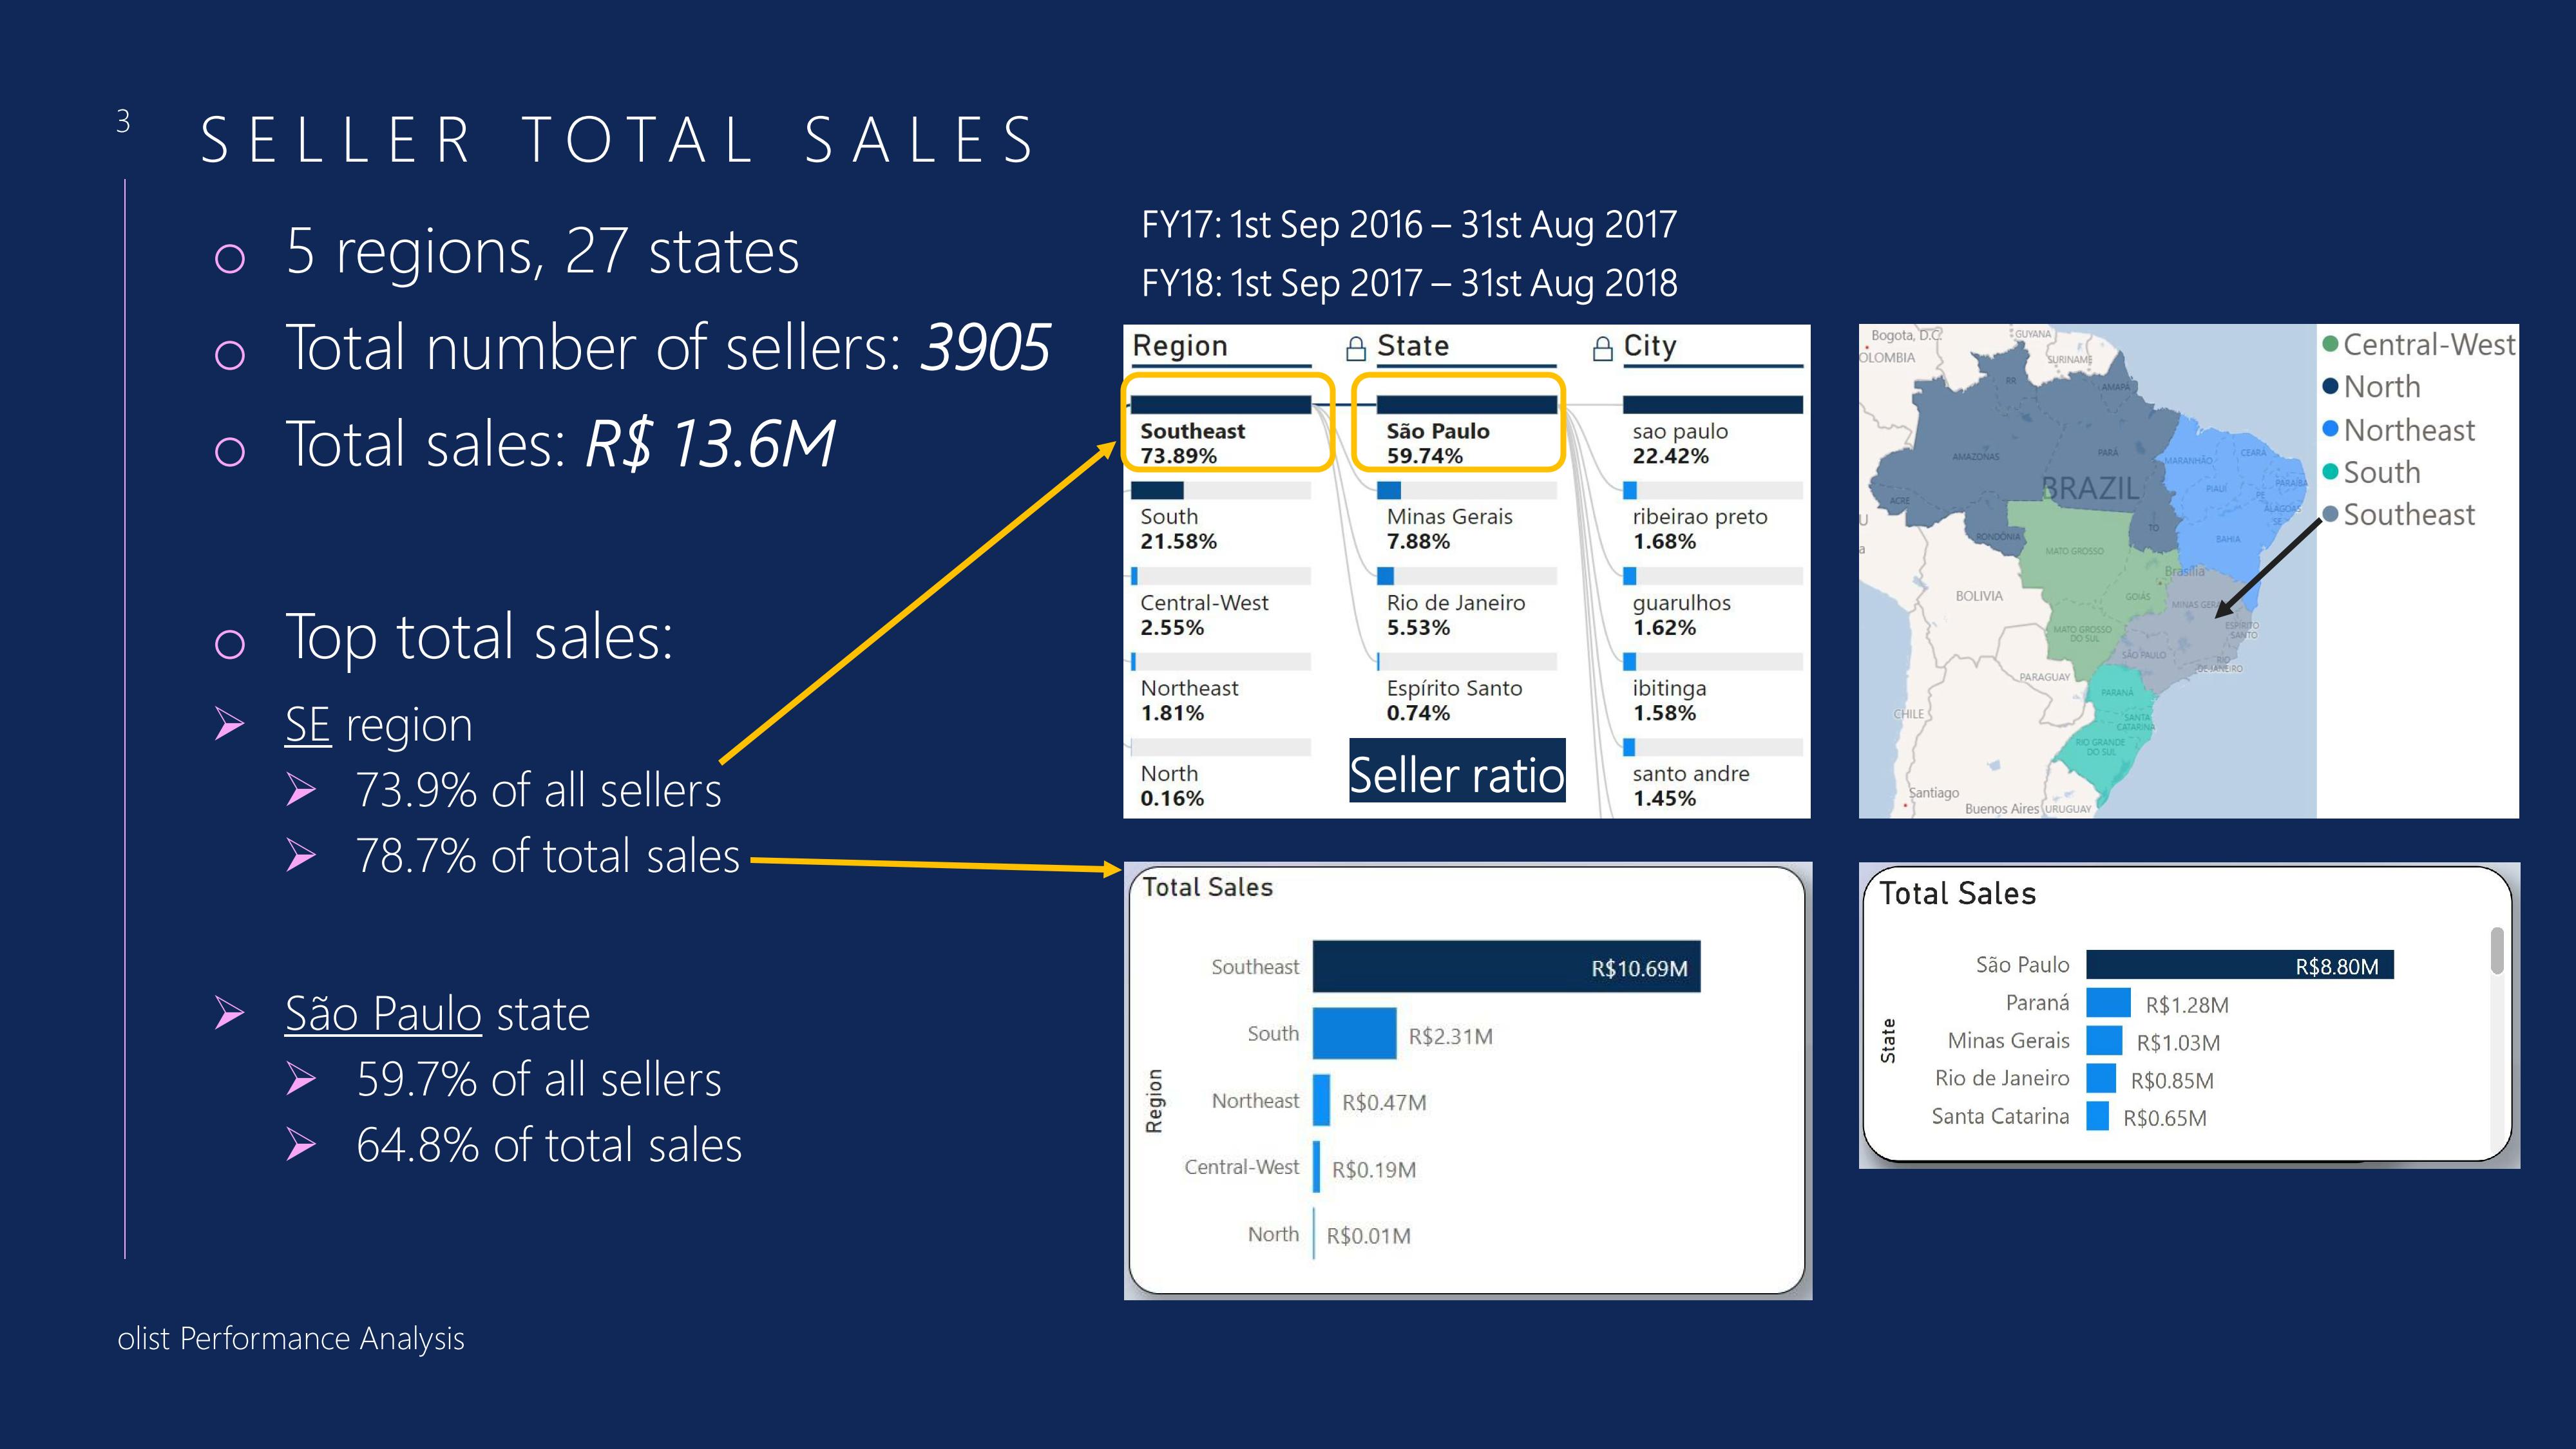 3
SELLER TOTAL SALES
5 regions, 27 states
Total number of sellers: 3905
Total sales: R$ 13.6M
Top total sales:
SE region
73.9% of all sellers
78.7% of total sales
São Paulo state
59.7% of all sellers
64.8% of total sales
olist Performance Analysis
FY17: 1st Sep 2016 – 31st Aug 2017
FY18: 1st Sep 2017 – 31st Aug 2018
Region
Southeast
73.89%
South
21.58%
Central-West
2.55%
Northeast
1.81%
North
0.16%
State
São Paulo
59.74%
Minas Gerais
7.88%
Rio de Janeiro
5.53%
Espírito Santo
0.74%
Seller ratio
City
sao paulo
22.42%
ribeirao preto
1.68%
guarulhos
1.62%
ibitinga
1.58%
santo andre
1.45%
Bogota, D.C.
OLOMBIA
GUYANA
SURINAME
RR
AMAPÁ
AMAZONAS
PARÁ
MARANHÃO
CEARÁ
BRAZIL
PIAUÍ
PARAÍBA
PE
ACRE
ALAGOAS
SE
TO
RONDÔNIA
BAHIA
MATO GROSSO
Brasília
BOLIVIA
GOIÁS
MINAS GER
ESPÍRITO
SANTO
MATO GROSSO
DO SUL
SÃO PAULO
RIO
DE JANEIRO
PARAGUAY
PARANÁ
CHILE
SANTA
CATARINA
RIO GRANDE
DO SUL
Santiago
Buenos Aires
URUGUAY
Central-West
North
Northeast
South
Southeast
Total Sales
Region
Southeast R$10.69M
South R$2.31M
Northeast R$0.47M
Central-West R$0.19M
North R$0.01M
Total Sales
State
São Paulo R$8.80M
Paraná R$1.28M
Minas Gerais R$1.03M
Rio de Janeiro R$0.85M
Santa Catarina R$0.65M